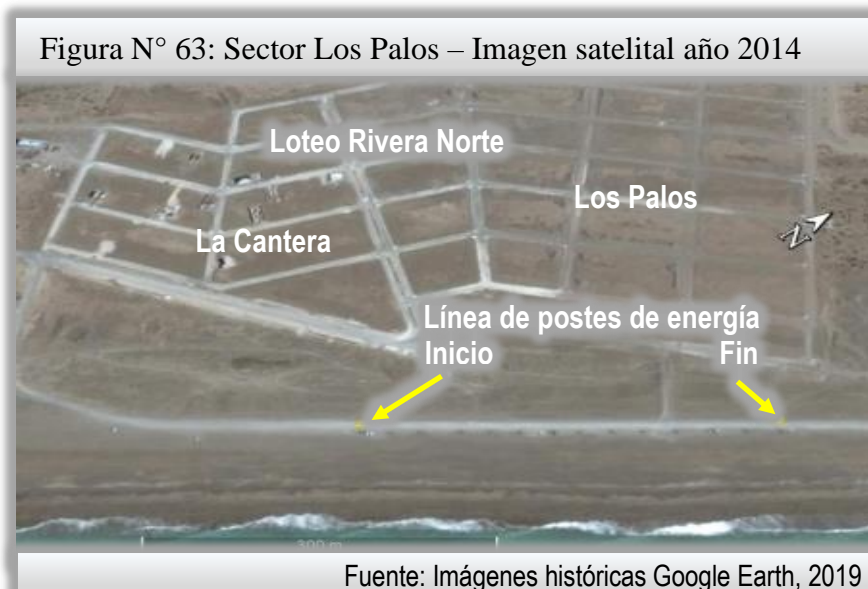 Figura N° 63: Sector Los Palos – Imagen satelital año 2014
Loteo Rivera Norte
Los Palos
La Cantera
N
Línea de postes de energía
Inicio Fin
300 m
Fuente: Imágenes históricas Google Earth, 2019